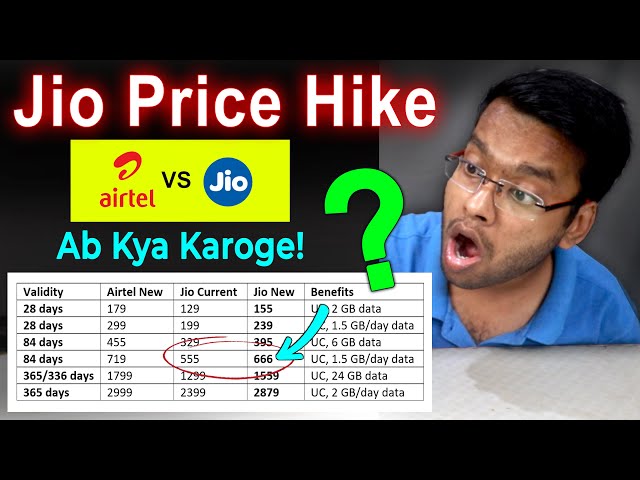 Jio Price Hike
airtel VS Jio
Ab Kya Karoge!
?
Validity Airtel New Jio Current Jio New Benefits
28 days 179 129 155 UC, 2 GB data
28 days 299 199 239 UC, 1.5 GB/day data
84 days 455 329 395 UC, 6 GB data
84 days 719 555 666 UC, 1.5 GB/day data
365/336 days 1799 1299 1559 UC, 24 GB data
365 days 2999 2399 2879 UC, 2 GB/day data